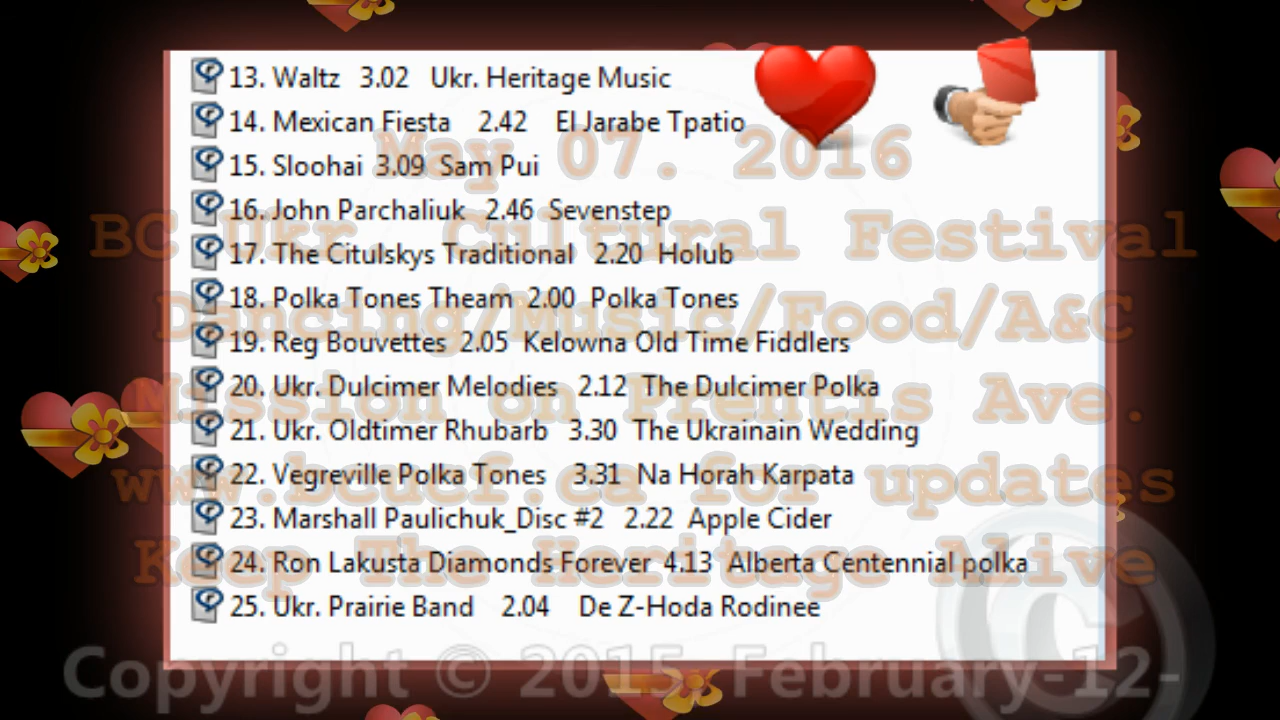 13. Waltz 3.02 Ukr. Heritage Music
14. Mexican Fiesta 2.42 El Jarabe Tpatio
15. Sloohai 3.09 Sam Pui
16. John Parchaliuk 2.46 Sevenstep
17. The Citulskys Traditional 2.20 Holub
18. Polka Tones Theam 2.00 Polka Tones
19. Reg Bouvettes 2.05 Kelowna Old Time Fiddlers
20. Ukr. Dulcimer Melodies 2.12 The Dulcimer Polka
21. Ukr. Oldtimer Rhubarb 3.30 The Ukrainain Wedding
22. Vegreville Polka Tones 3.31 Na Horah Karpata
23. Marshall Paulichuk_Disc #2 2.22 Apple Cider
24. Ron Lakusta Diamonds Forever 4.13 Alberta Centennial polka
25. Ukr. Prairie Band 2.04 De Z-Hoda Rodinee
May 07. 2016
BC Ukr. Cultural Festival
Dancing/Music/Food/A&C
Mission on Prentis Ave.
www.bcucf.ca for updates
Keep The Heritage Alive
Copyright © 2015, February-12-